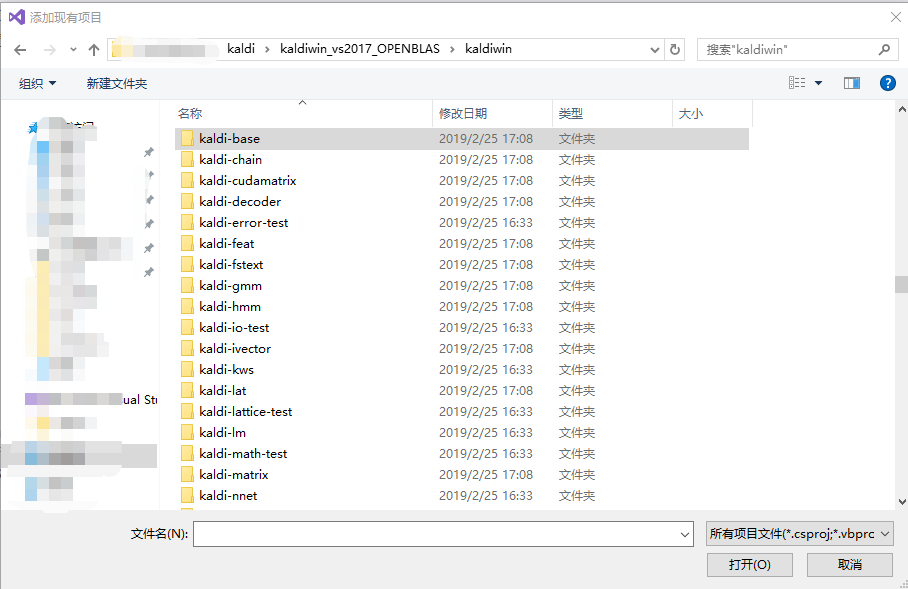 添加现有项目
kaldi › kaldiwin_vs2017_OPENBLAS › kaldiwin
搜索"kaldiwin"
组织 新建文件夹
名称 修改日期 类型 大小
kaldi-base 2019/2/25 17:08 文件夹
kaldi-chain 2019/2/25 17:08 文件夹
kaldi-cudamatrix 2019/2/25 17:08 文件夹
kaldi-decoder 2019/2/25 17:08 文件夹
kaldi-error-test 2019/2/25 16:33 文件夹
kaldi-feat 2019/2/25 17:08 文件夹
kaldi-fstext 2019/2/25 17:08 文件夹
kaldi-gmm 2019/2/25 17:08 文件夹
kaldi-hmm 2019/2/25 17:08 文件夹
kaldi-io-test 2019/2/25 16:33 文件夹
kaldi-ivector 2019/2/25 17:08 文件夹
kaldi-kws 2019/2/25 16:33 文件夹
kaldi-lat 2019/2/25 17:08 文件夹
kaldi-lattice-test 2019/2/25 16:33 文件夹
kaldi-lm 2019/2/25 16:33 文件夹
kaldi-math-test 2019/2/25 16:33 文件夹
kaldi-matrix 2019/2/25 17:08 文件夹
kaldi-nnet 2019/2/25 16:33 文件夹
ual Stu
文件名(N):
所有项目文件(*.csproj;*.vbprc
打开(O) 取消